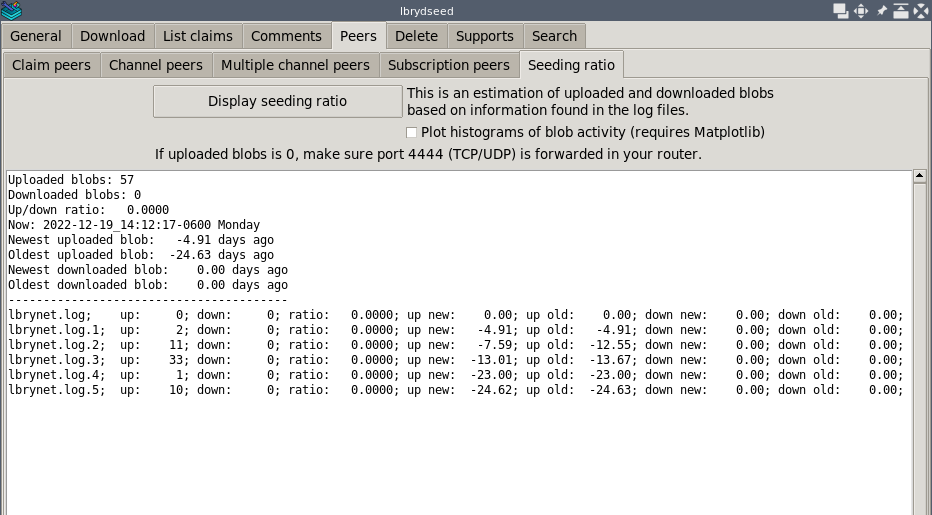 lbrydseed
General Download List claims Comments Peers Delete Supports Search
Claim peers Channel peers Multiple channel peers Subscription peers Seeding ratio
Display seeding ratio
This is an estimation of uploaded and downloaded blobs
based on information found in the log files.
Plot histograms of blob activity (requires Matplotlib)
If uploaded blobs is 0, make sure port 4444 (TCP/UDP) is forwarded in your router.
Uploaded blobs: 57
Downloaded blobs: 0
Up/down ratio:   0.0000
Now: 2022-12-19_14:12:17-0600 Monday
Newest uploaded blob:   -4.91 days ago
Oldest uploaded blob:  -24.63 days ago
Newest downloaded blob:    0.00 days ago
Oldest downloaded blob:    0.00 days ago
----------------------------------------
lbrynet.log;    up:     0; down:     0; ratio:   0.0000; up new:    0.00; up old:    0.00; down new:    0.00; down old:    0.00;
lbrynet.log.1;  up:     2; down:     0; ratio:   0.0000; up new:   -4.91; up old:   -4.91; down new:    0.00; down old:    0.00;
lbrynet.log.2;  up:    11; down:     0; ratio:   0.0000; up new:   -7.59; up old:  -12.55; down new:    0.00; down old:    0.00;
lbrynet.log.3;  up:    33; down:     0; ratio:   0.0000; up new:  -13.01; up old:  -13.67; down new:    0.00; down old:    0.00;
lbrynet.log.4;  up:     1; down:     0; ratio:   0.0000; up new:  -23.00; up old:  -23.00; down new:    0.00; down old:    0.00;
lbrynet.log.5;  up:    10; down:     0; ratio:   0.0000; up new:  -24.62; up old:  -24.63; down new:    0.00; down old:    0.00;